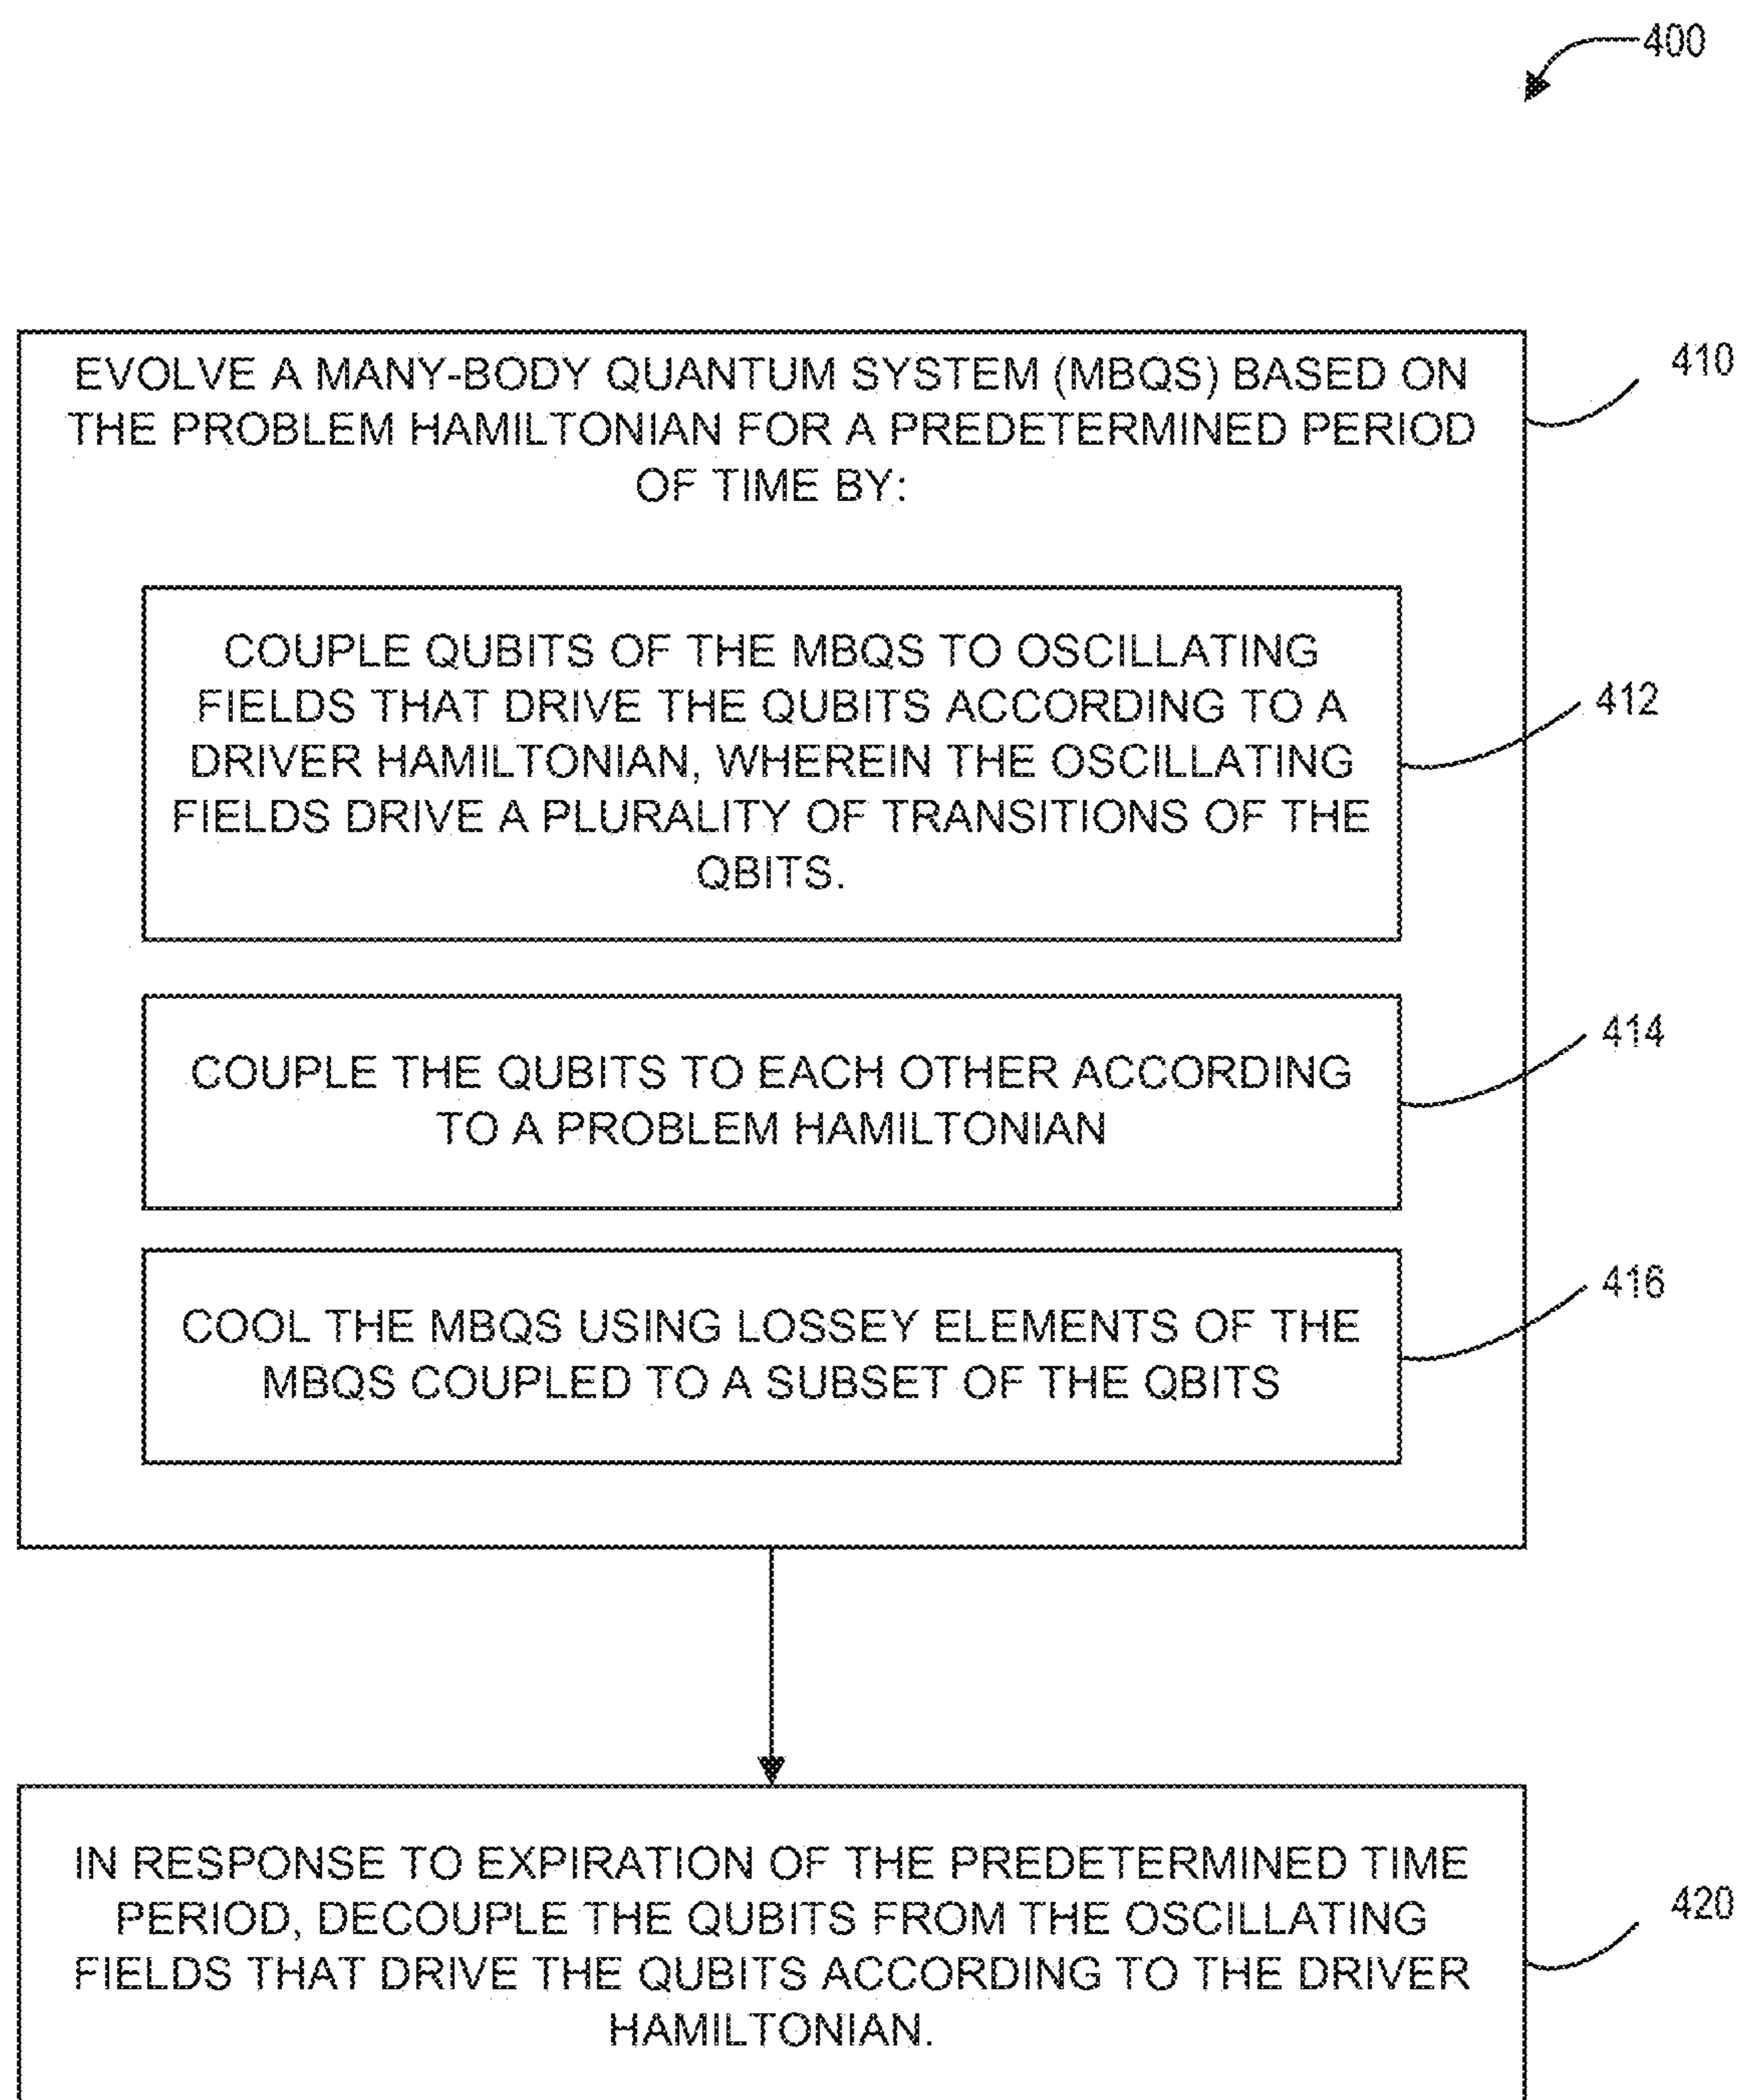 400
EVOLVE A MANY-BODY QUANTUM SYSTEM (MBQS) BASED ON
THE PROBLEM HAMILTONIAN FOR A PREDETERMINED PERIOD
OF TIME BY:
410
COUPLE QUBITS OF THE MBQS TO OSCILLATING
FIELDS THAT DRIVE THE QUBITS ACCORDING TO A
DRIVER HAMILTONIAN, WHEREIN THE OSCILLATING
FIELDS DRIVE A PLURALITY OF TRANSITIONS OF THE
QBITS.
412
COUPLE THE QUBITS TO EACH OTHER ACCORDING
TO A PROBLEM HAMILTONIAN
414
COOL THE MBQS USING LOSSEY ELEMENTS OF THE
MBQS COUPLED TO A SUBSET OF THE QBITS
416
IN RESPONSE TO EXPIRATION OF THE PREDETERMINED TIME
PERIOD, DECOUPLE THE QUBITS FROM THE OSCILLATING
FIELDS THAT DRIVE THE QUBITS ACCORDING TO THE DRIVER
HAMILTONIAN.
420